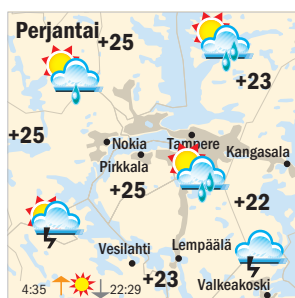 Perjantai
+25
+23
+25
Nokia
Tampere
Pirkkala
Kangasala
+25
+22
Vesilahti
Lempäälä
+23
Valkeakoski
4:35
22:29